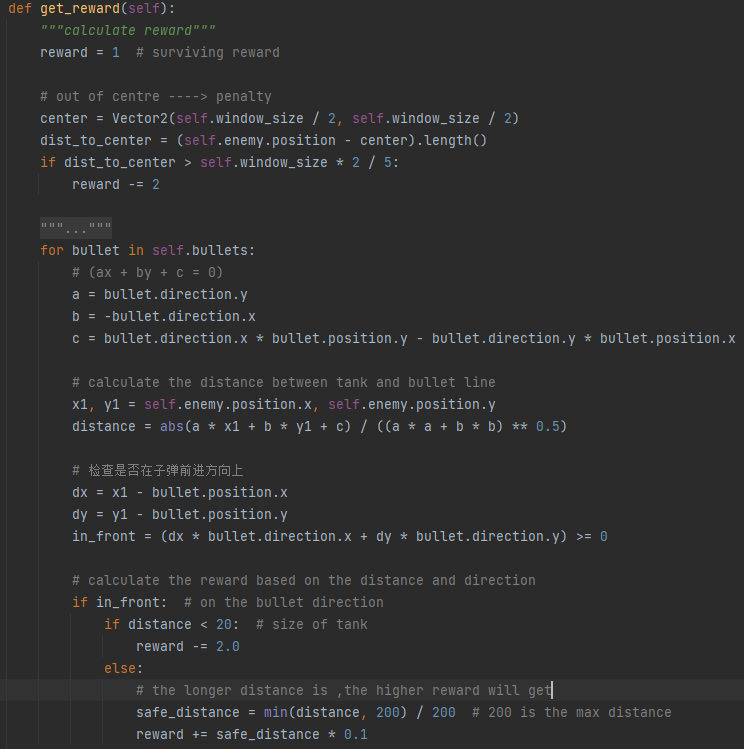 def get_reward(self):
    """calculate reward"""
    reward = 1  # surviving reward

    # out of centre ----> penalty
    center = Vector2(self.window_size / 2, self.window_size / 2)
    dist_to_center = (self.enemy.position - center).length()
    if dist_to_center > self.window_size * 2 / 5:
        reward -= 2

    """..."""
    for bullet in self.bullets:
        # (ax + by + c = 0)
        a = bullet.direction.y
        b = -bullet.direction.x
        c = bullet.direction.x * bullet.position.y - bullet.direction.y * bullet.position.x

        # calculate the distance between tank and bullet line
        x1, y1 = self.enemy.position.x, self.enemy.position.y
        distance = abs(a * x1 + b * y1 + c) / ((a * a + b * b) ** 0.5)

        # 检查是否在子弹前进方向上
        dx = x1 - bullet.position.x
        dy = y1 - bullet.position.y
        in_front = (dx * bullet.direction.x + dy * bullet.direction.y) >= 0

        # calculate the reward based on the distance and direction
        if in_front:  # on the bullet direction
            if distance < 20:  # size of tank
                reward -= 2.0
            else:
                # the longer distance is ,the higher reward will get
                safe_distance = min(distance, 200) / 200  # 200 is the max distance
                reward += safe_distance * 0.1